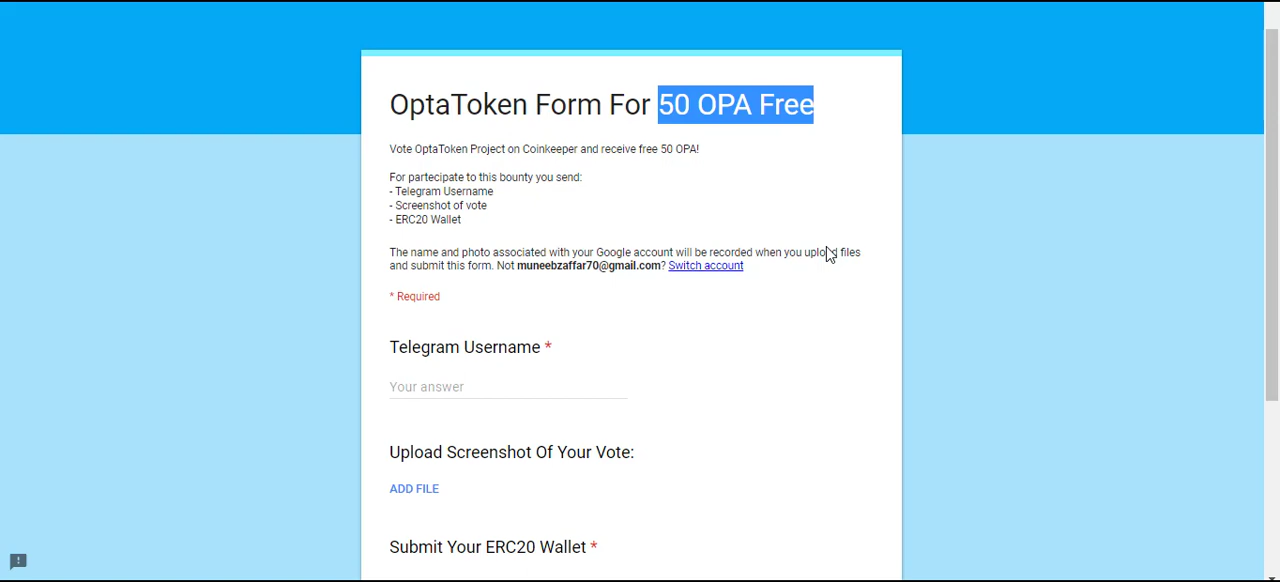 OptaToken Form For 50 OPA Free
Vote OptaToken Project on Coinkeeper and receive free 50 OPA!
For partecipate to this bounty you send:
- Telegram Username
- Screenshot of vote
- ERC20 Wallet
The name and photo associated with your Google account will be recorded when you upload files
and submit this form. Not muneebzaffar70@gmail.com? Switch account
* Required
Telegram Username *
Your answer
Upload Screenshot Of Your Vote:
ADD FILE
Submit Your ERC20 Wallet *